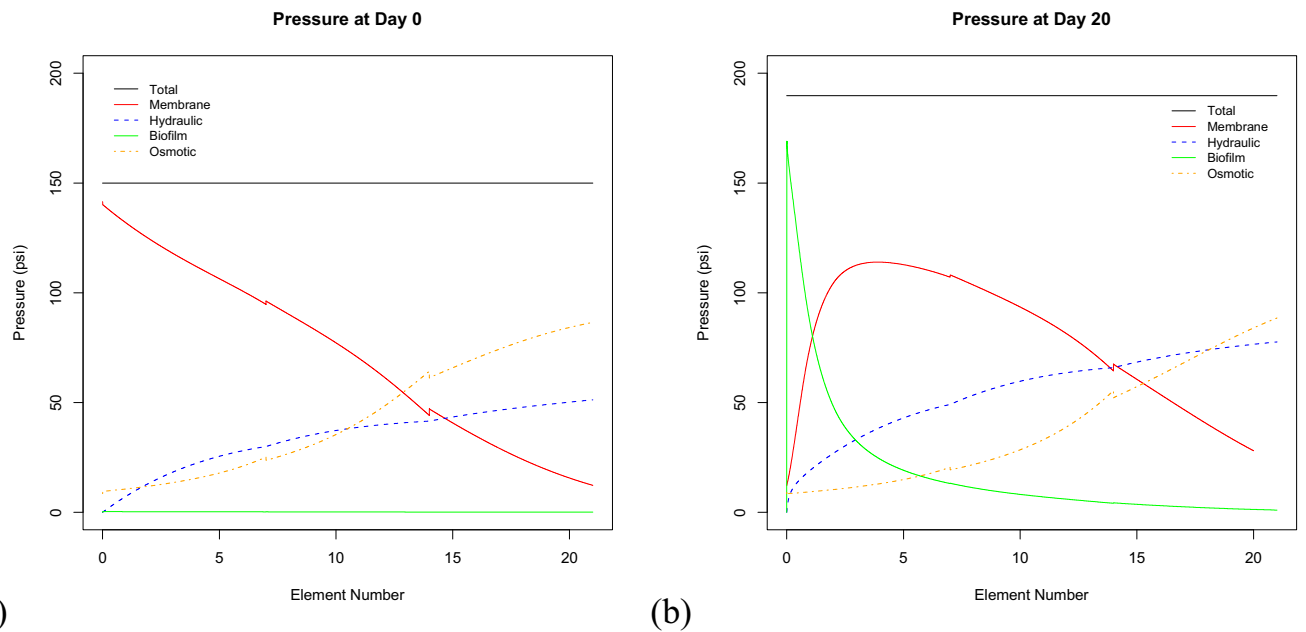 Pressure at Day 0
200
150
100
50
0
Pressure (psi)
Total
Membrane
Hydraulic
Biofilm
Osmotic
0 5 10 15 20
Element Number
)
Pressure at Day 20
200
150
100
50
0
Pressure (psi)
Total
Membrane
Hydraulic
Biofilm
Osmotic
0 5 10 15 20
Element Number
(b)